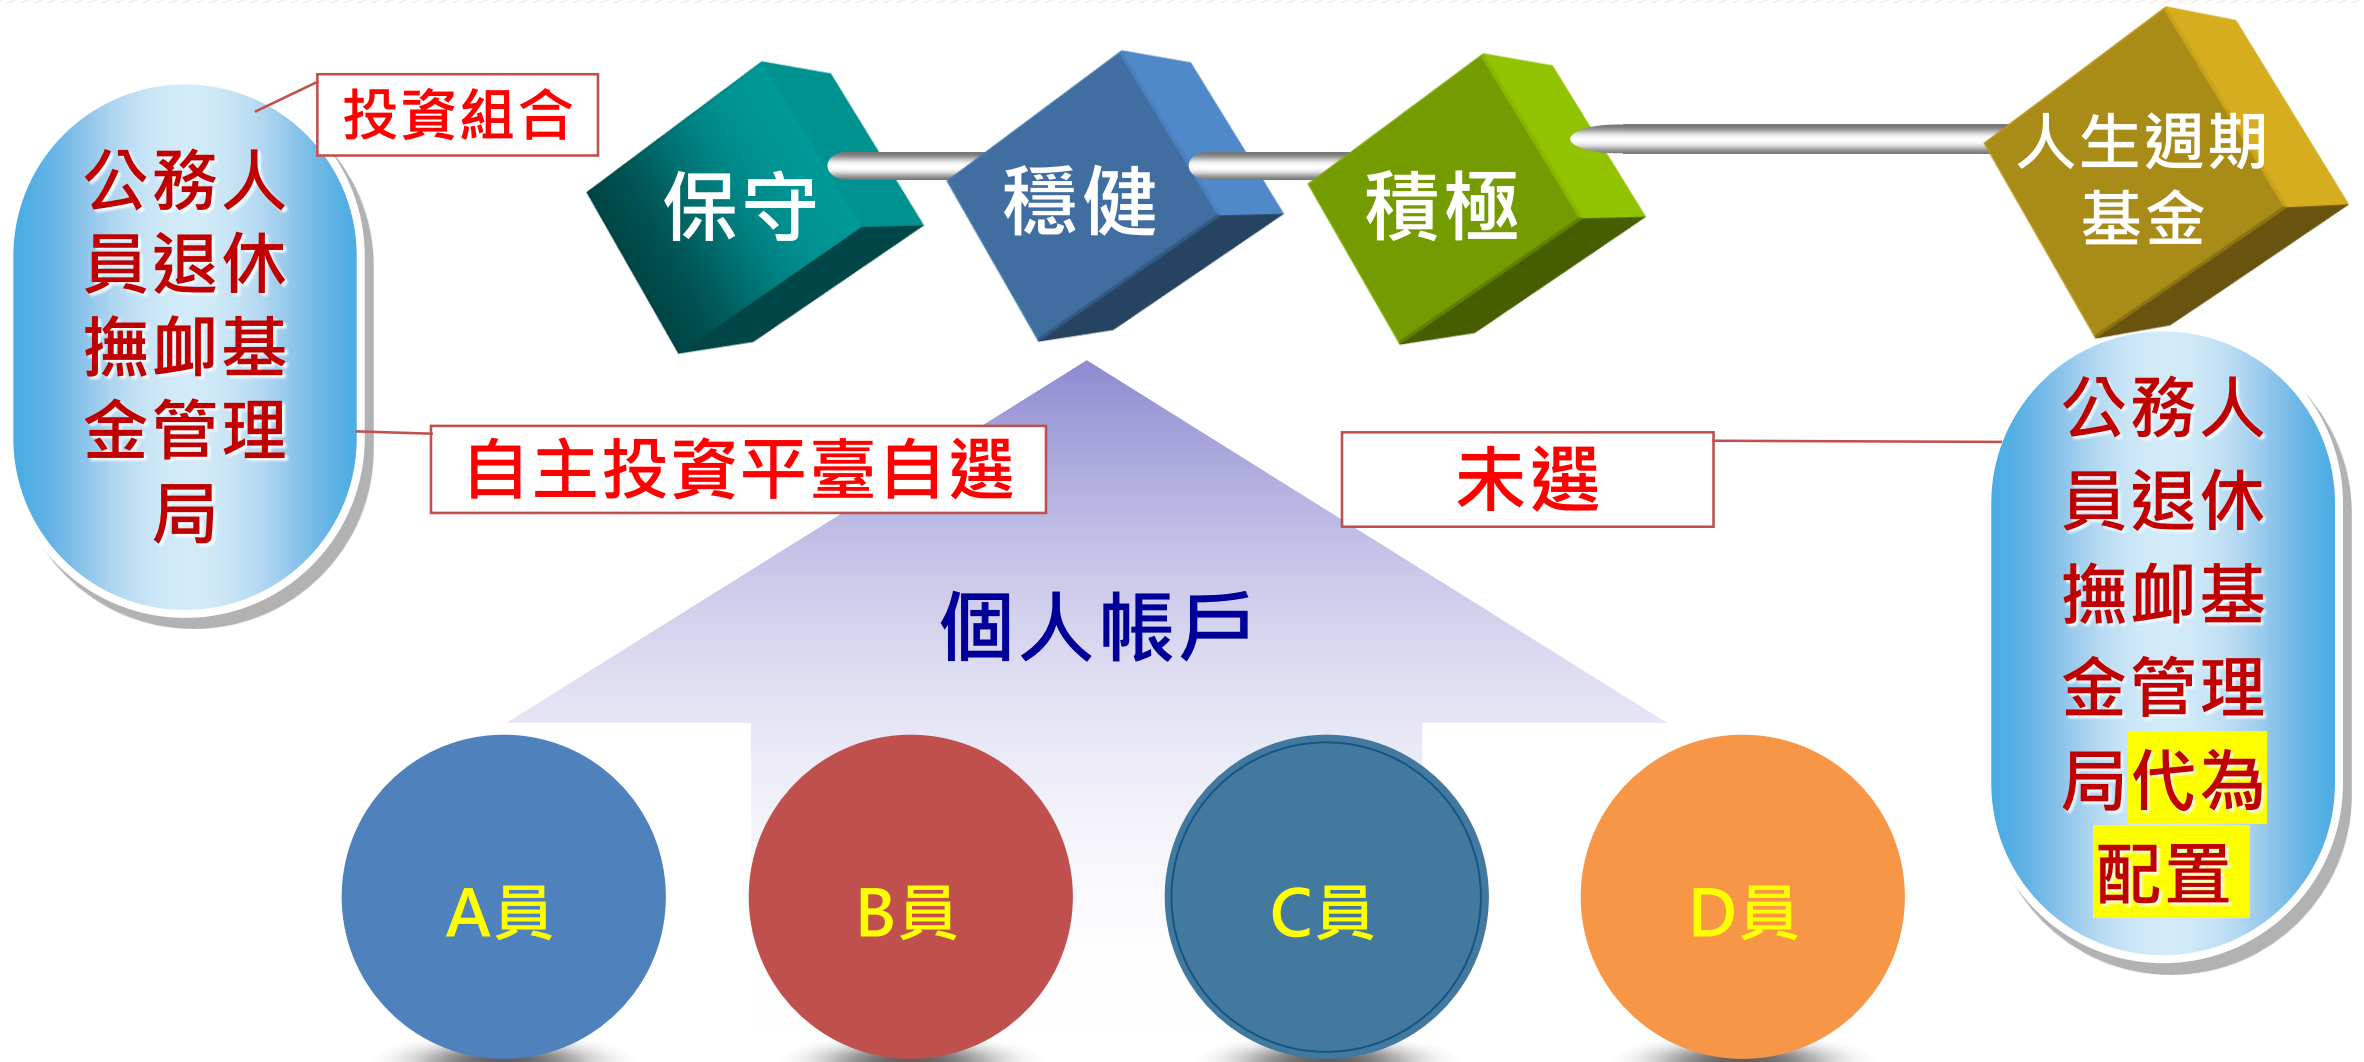 投資組合
公務人
員退休
撫卹基
金管理
局
保守
穩健
積極
人生週期
基金
自主投資平臺自選
未選
個人帳戶
公務人
員退休
撫卹基
金管理
局代為
配置
A員
B員
C員
D員